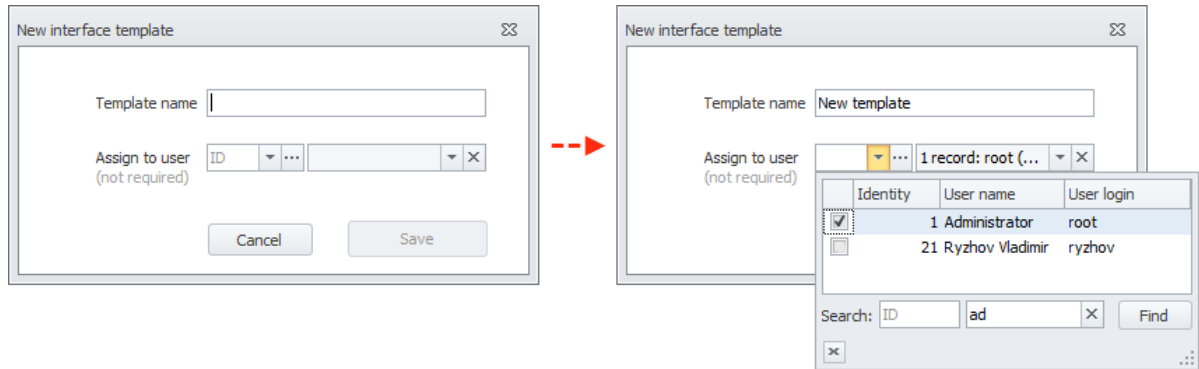 New interface template
Template name
Assign to user ID
(not required)
Cancel Save
New interface template
Template name New template
Assign to user 1 record: root (...
(not required)
Identity User name User login
1 Administrator root
21 Ryzhov Vladimir ryzhov
Search: ID ad Find